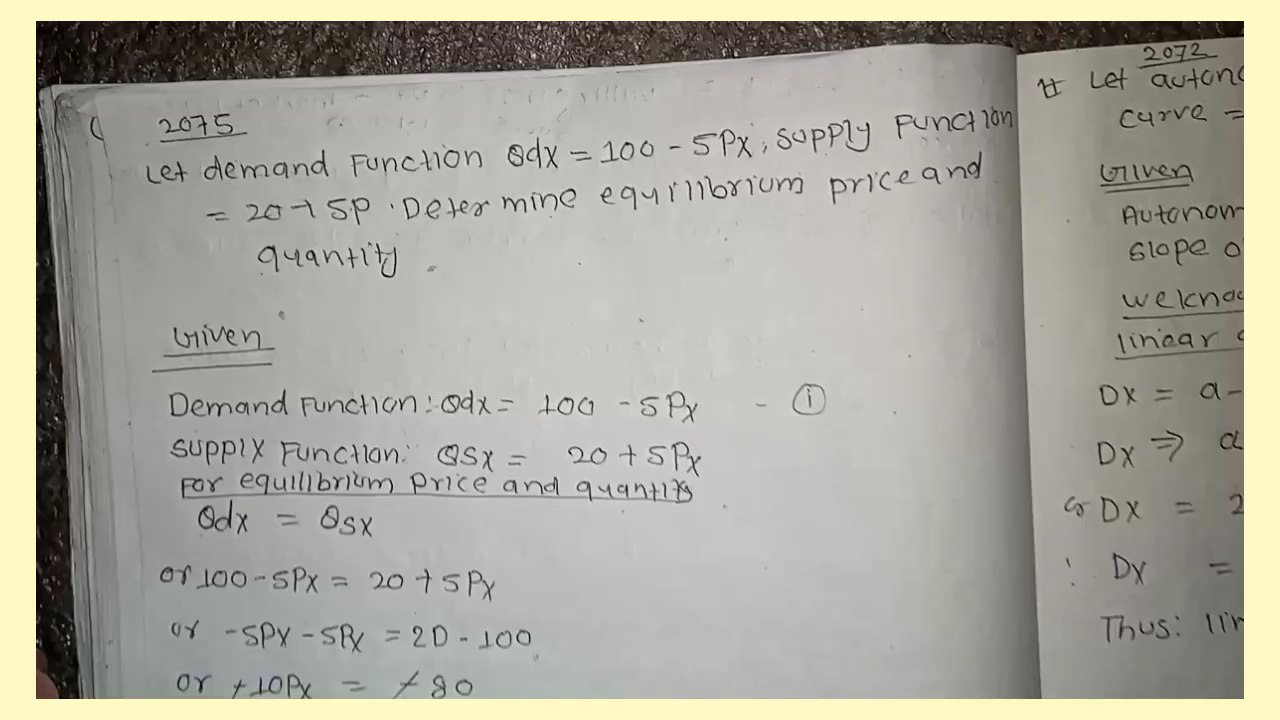 2075
Let demand Function Qdx = 100 - 5Px, supply Function
= 20 + 5P . Determine equilibrium price and
quantity .
Given
Demand Function: Qdx = 100 - 5Px - (i)
Supply Function: Qsx = 20 + 5Px
For equilibrium price and quantity
Qdx = Qsx
or 100 - 5Px = 20 + 5Px
or -5Px - 5Px = 20 - 100
or +10Px = +80
2072
# Let autono
curve =
Given
Autonom
slope o
we know
linear
Dx = a -
Dx ⇒ a
or Dx = 2
: Dx =
Thus: lin